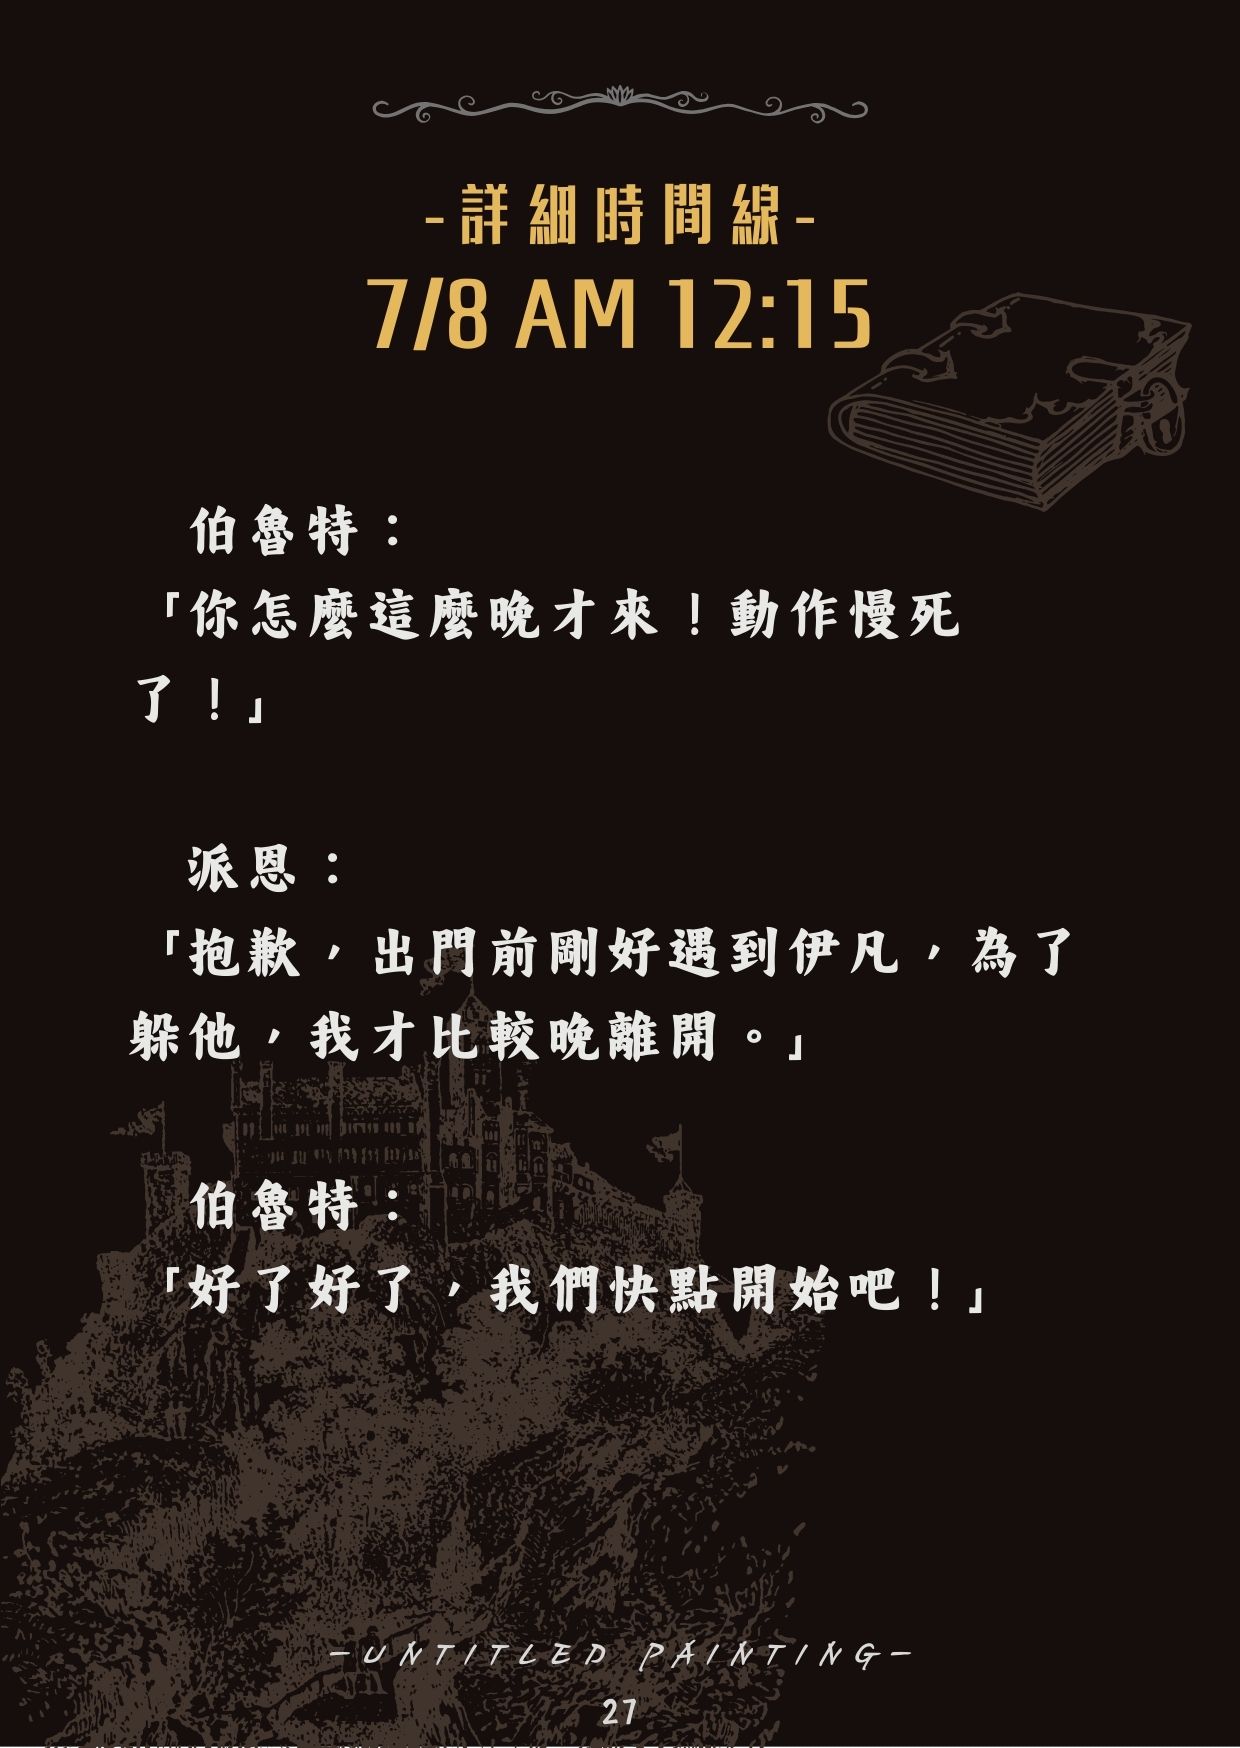 -詳細時間線-
7/8 AM 12:15
伯魯特：
「你怎麼這麼晚才來！動作慢死
了！」
派恩：
「抱歉，出門前剛好遇到伊凡，為了
躲他，我才比較晚離開。」
伯魯特：
「好了好了，我們快點開始吧！」
-UNTITLED PAINTING-
27